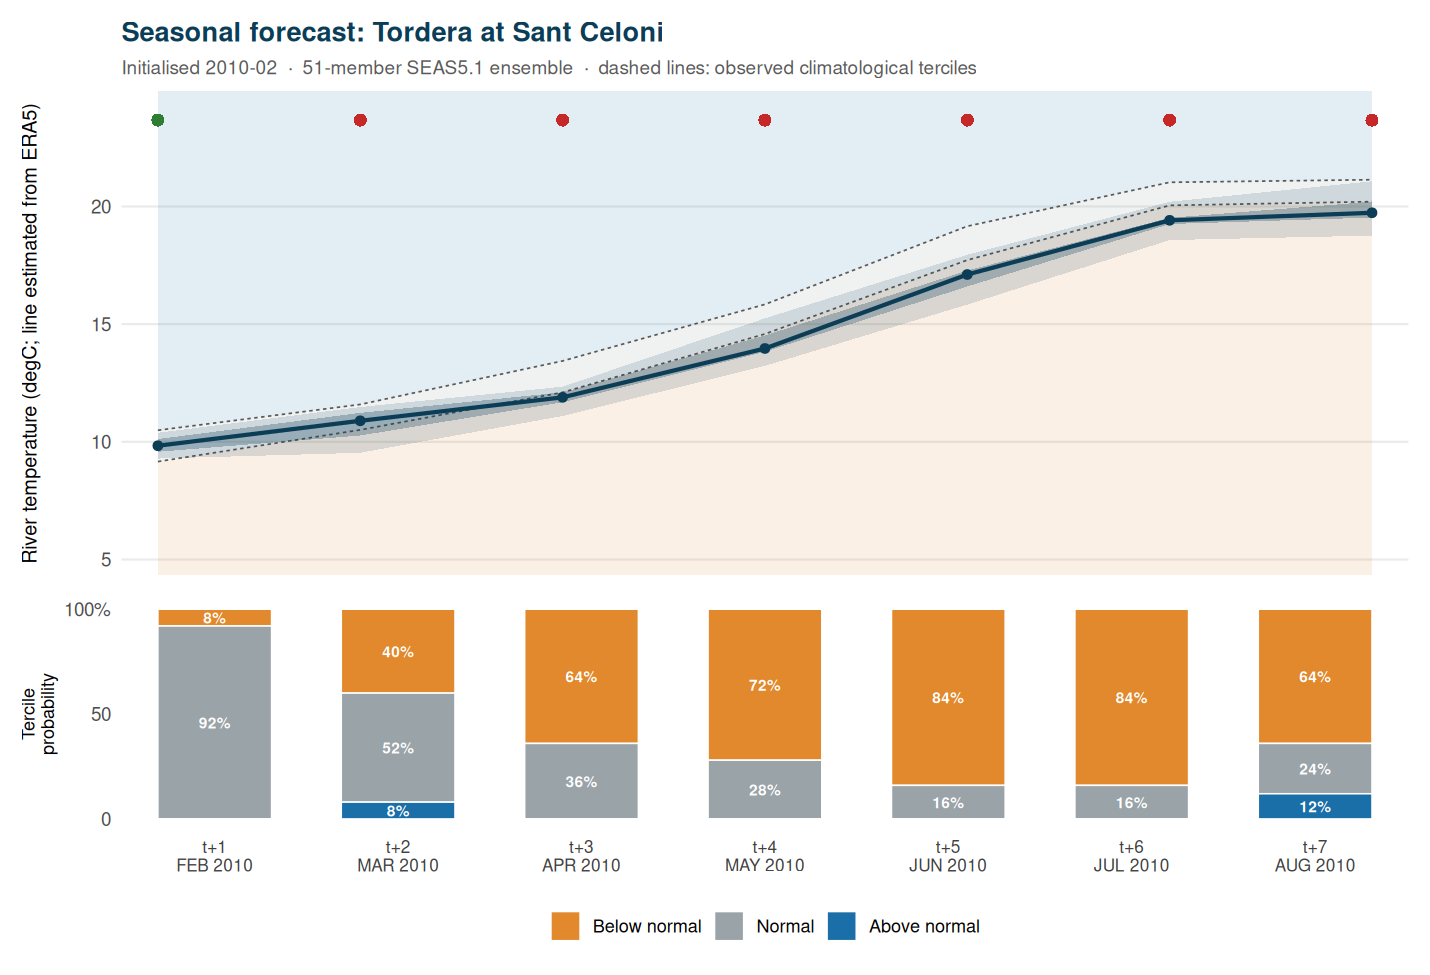 Seasonal forecast: Tordera at Sant Celoni
Initialised 2010-02 · 51-member SEAS5.1 ensemble · dashed lines: observed climatological terciles
River temperature (degC; line estimated from ERA5)
20
15
10
5
Tercile
probability
100%
50
0
8%
92%
40%
52%
8%
64%
36%
72%
28%
84%
16%
84%
16%
64%
24%
12%
t+1
FEB 2010
t+2
MAR 2010
t+3
APR 2010
t+4
MAY 2010
t+5
JUN 2010
t+6
JUL 2010
t+7
AUG 2010
Below normal
Normal
Above normal